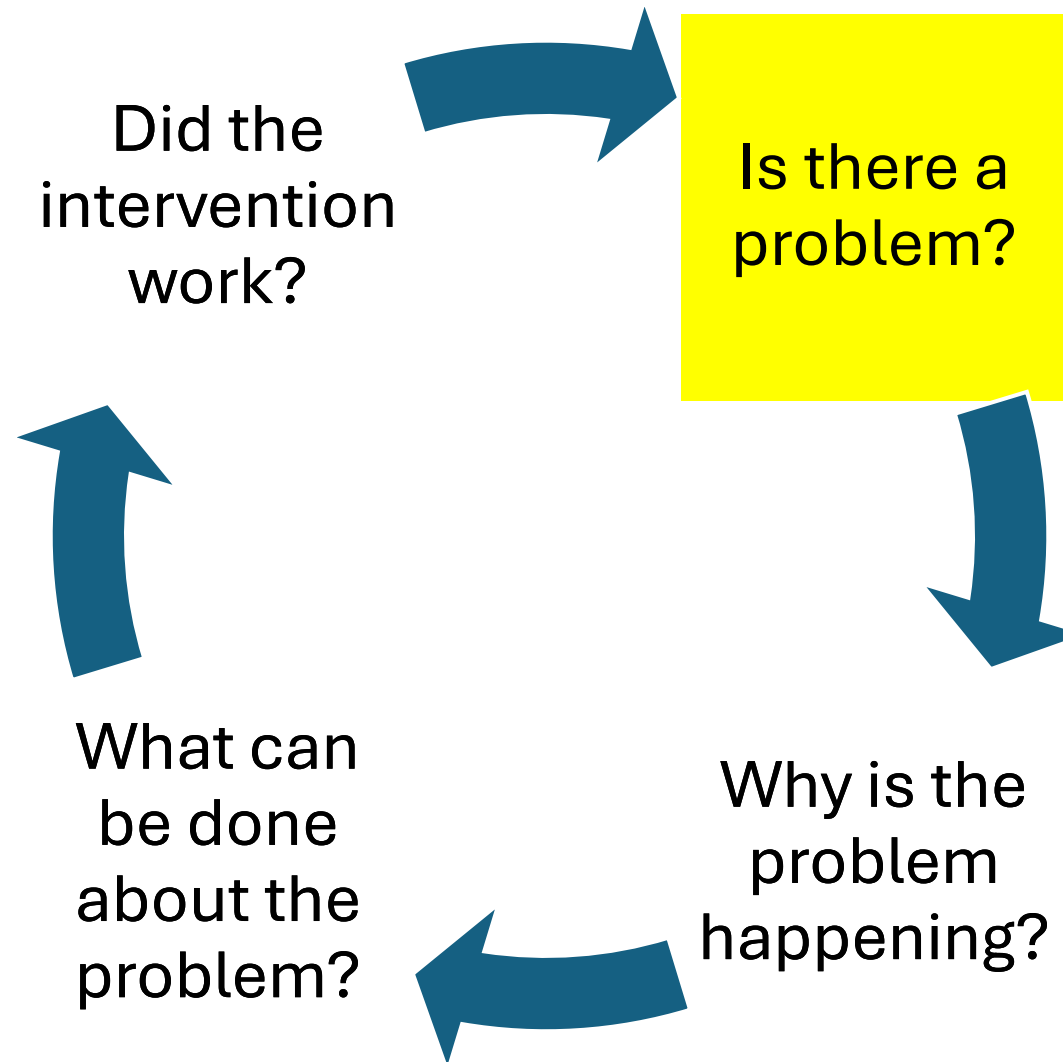 Did the
intervention
work?
Is there a
problem?
Why is the
problem
happening?
What can
be done
about the
problem?